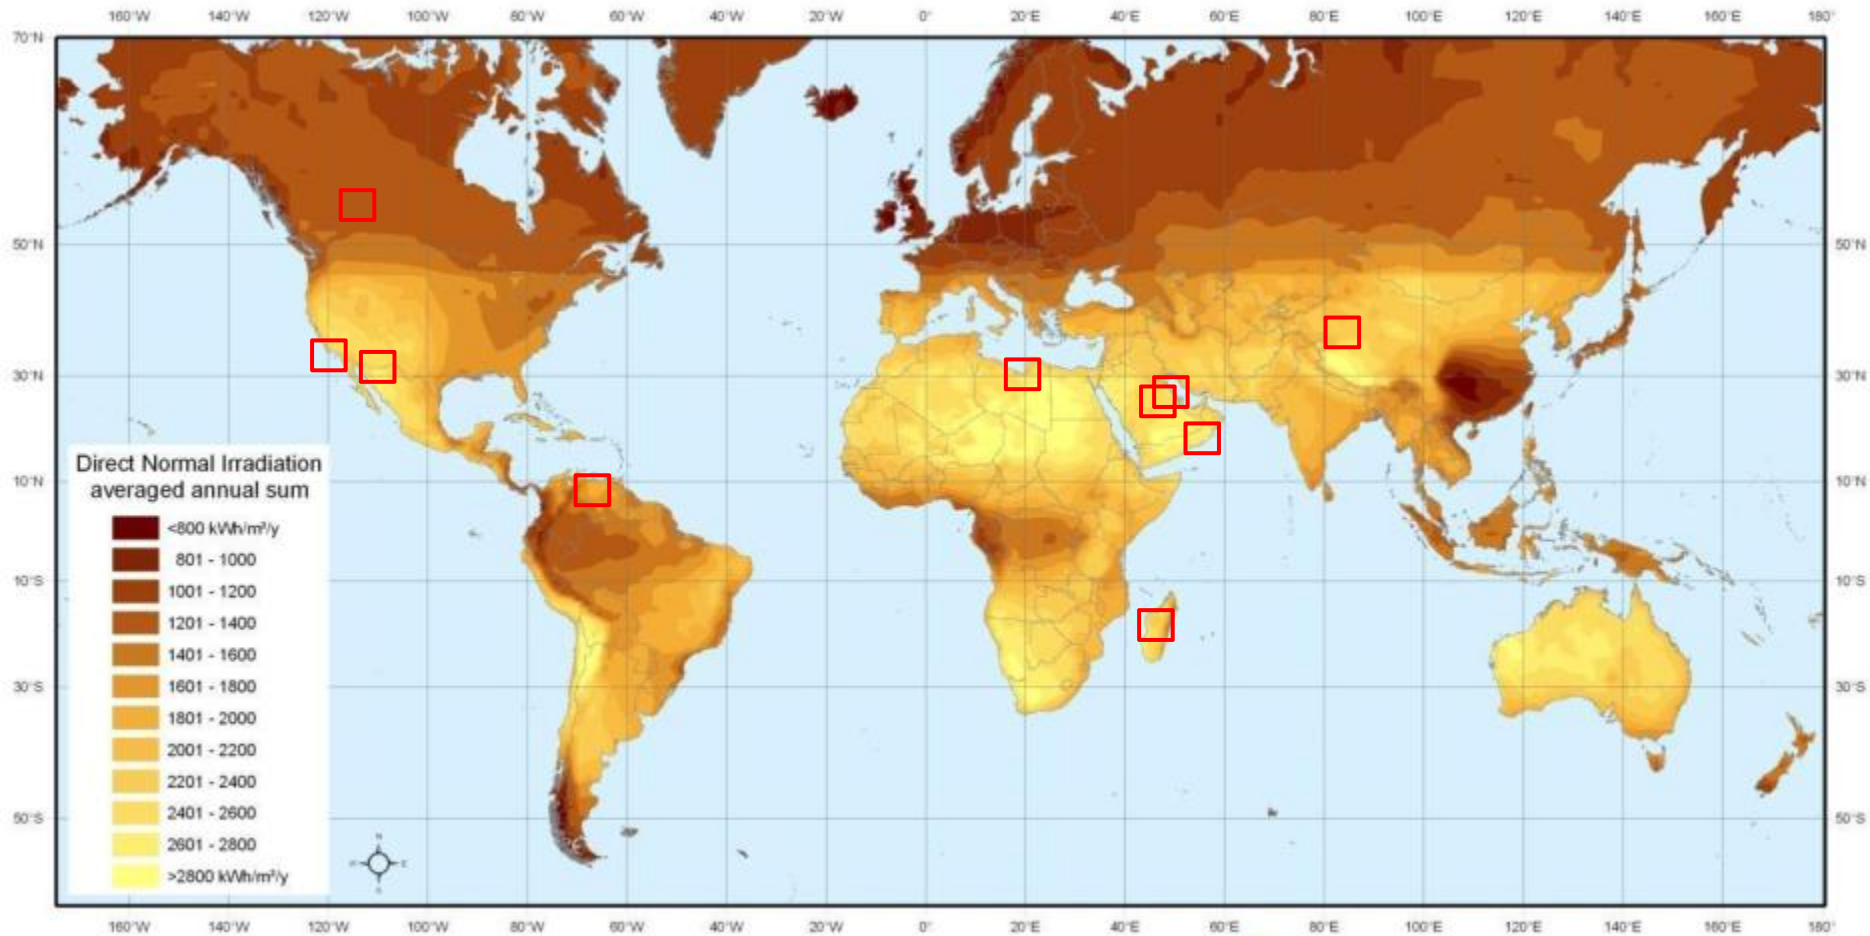 160°W 140°W 120°W 100°W 80°W 60°W 40°W 20°W 0° 20°E 40°E 60°E 80°E 100°E 120°E 140°E 160°E 180°
70°N
50°N 50°N
30°N 30°N
10°N 10°N
10°S 10°S
30°S 30°S
50°S 50°S
Direct Normal Irradiation
averaged annual sum
<800 kWh/m²/y
801 - 1000
1001 - 1200
1201 - 1400
1401 - 1600
1601 - 1800
1801 - 2000
2001 - 2200
2201 - 2400
2401 - 2600
2601 - 2800
>2800 kWh/m²/y
N
E
S
160°W 140°W 120°W 100°W 80°W 60°W 40°W 20°W 0° 20°E 40°E 60°E 80°E 100°E 120°E 140°E 160°E 180°